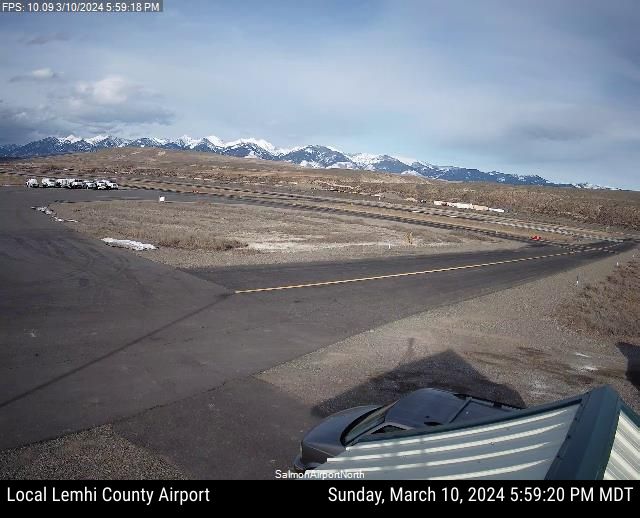 FPS: 10.09 3/10/2024 5:59:18 PM
SalmonAirportNorth
Local Lemhi County Airport
Sunday, March 10, 2024 5:59:20 PM MDT